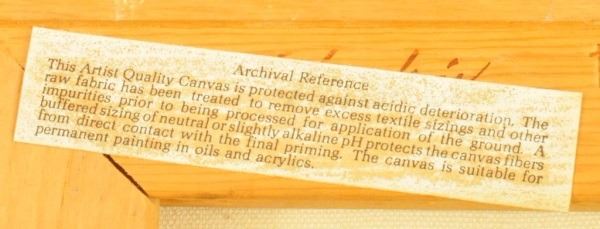 Archival Reference
This Artist Quality Canvas is protected against acidic deterioration. The
raw fabric has been treated to remove excess textile sizings and other
impurities prior to being processed for application of the ground. A
buffered sizing of neutral or slightly alkaline pH protects the canvas fibers
from direct contact with the final priming. The canvas is suitable for
permanent painting in oils and acrylics.